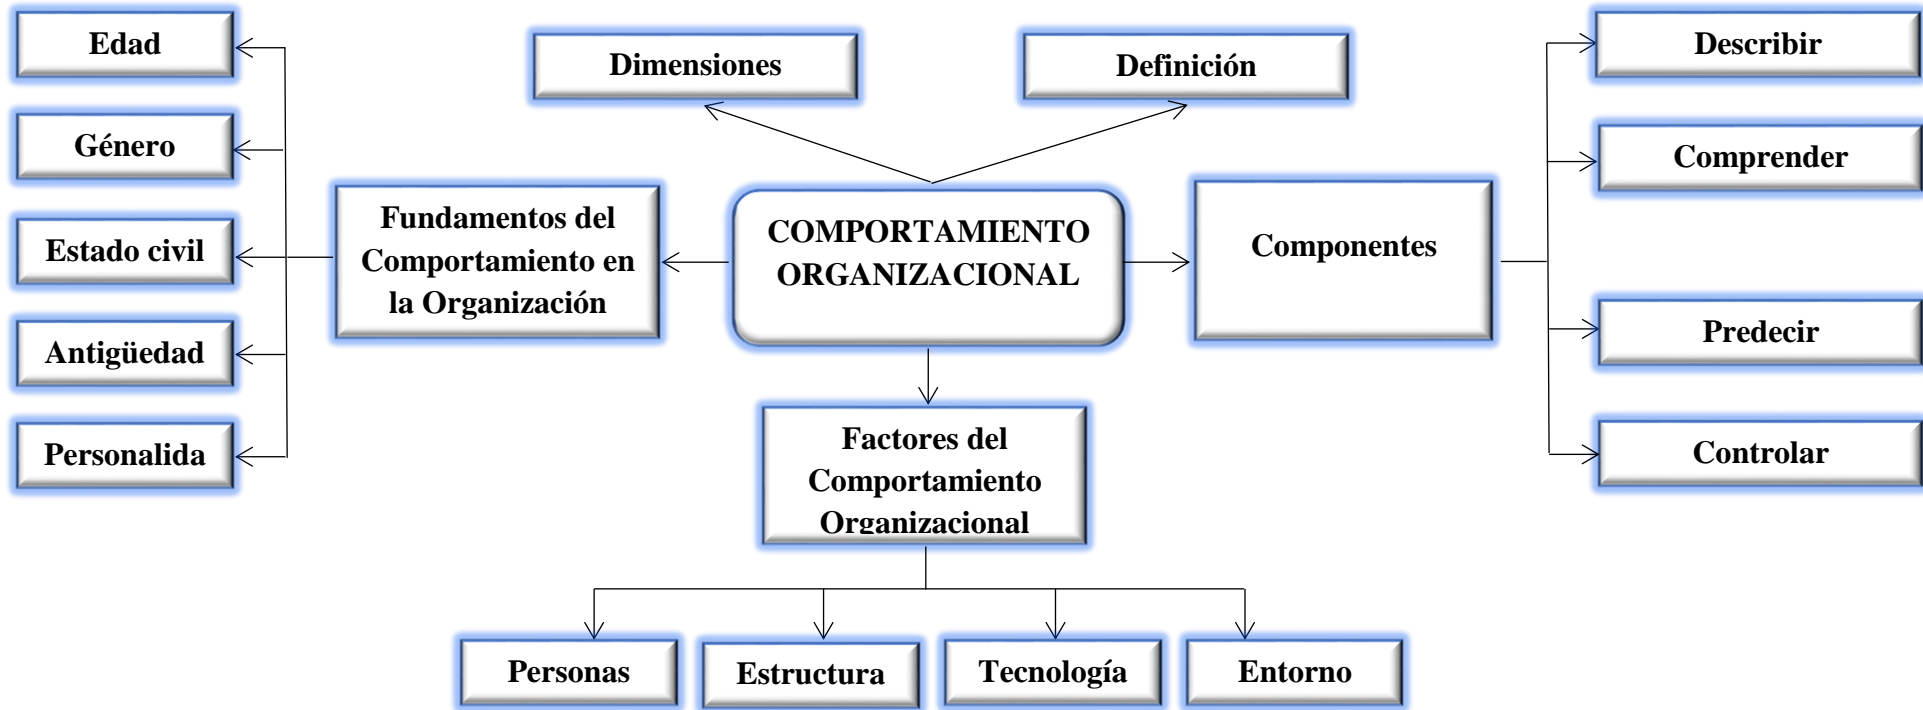 Edad
Género
Estado civil
Antigüedad
Personalida
Fundamentos del
Comportamiento en
la Organización
Dimensiones
Definición
COMPORTAMIENTO
ORGANIZACIONAL
Componentes
Describir
Comprender
Predecir
Controlar
Factores del
Comportamiento
Organizacional
Personas
Estructura
Tecnología
Entorno